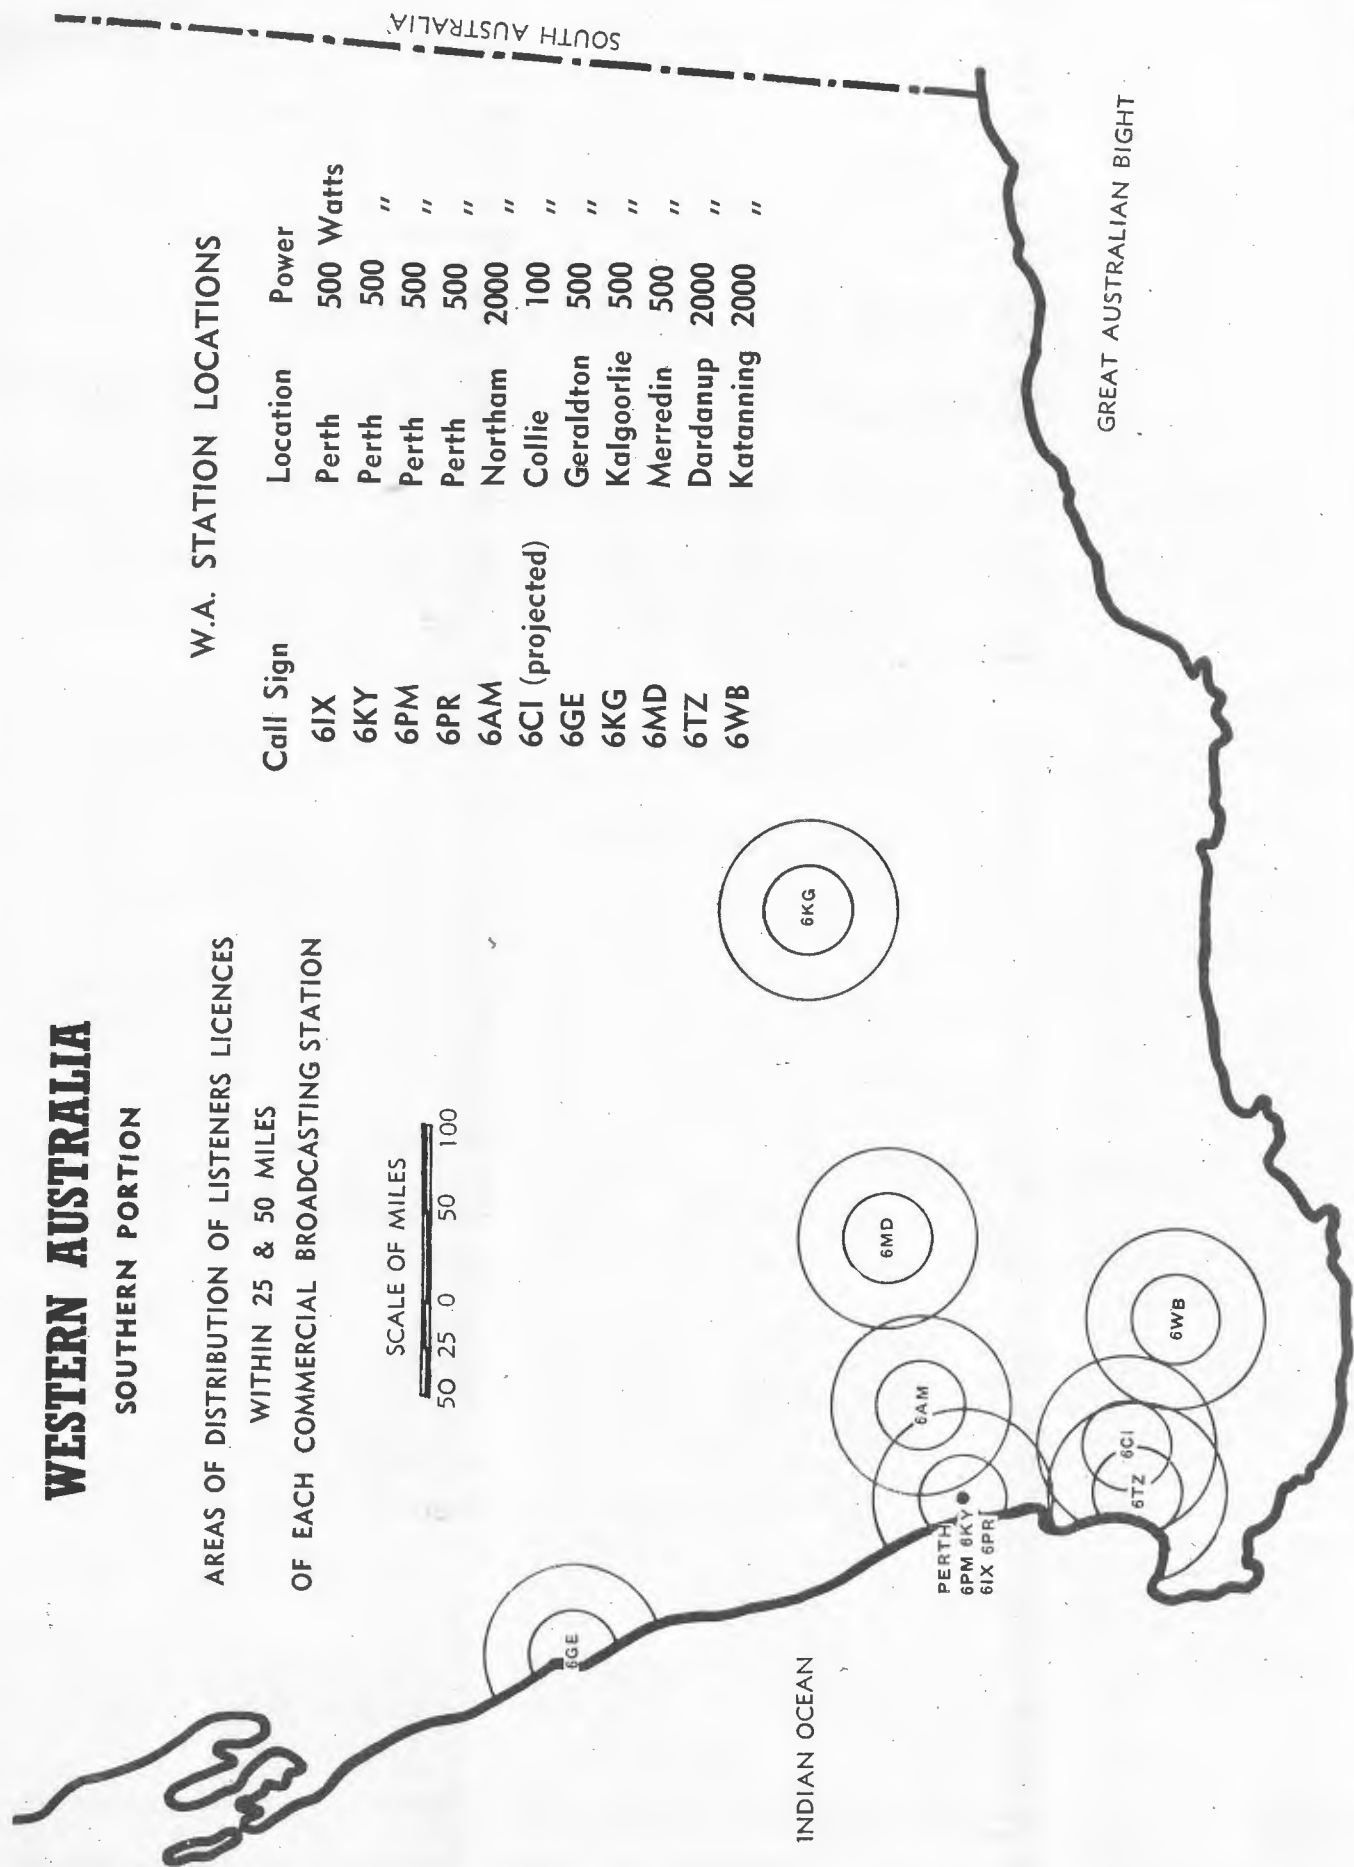 WESTERN AUSTRALIA
SOUTHERN PORTION
AREAS OF DISTRIBUTION OF LISTENERS LICENCES
WITHIN 25 & 50 MILES
OF EACH COMMERCIAL BROADCASTING STATION
SCALE OF MILES
50 25 0 50 100
W.A. STATION LOCATIONS
Call Sign Location Power
6IX Perth 500 Watts
6KY Perth 500 "
6PM Perth 500 "
6PR Perth 500 "
6AM Northam 2000 "
6CI (projected) Collie 100 "
6GE Geraldton 500 "
6KG Kalgoorlie 500 "
6MD Merredin 500 "
6TZ Dardanup 2000 "
6WB Katanning 2000 "
SOUTH AUSTRALIA
6GE
6KG
6MD
6AM
PERTH
6PM 6KY
6IX 6PR
6CI
6TZ
6WB
INDIAN OCEAN
GREAT AUSTRALIAN BIGHT